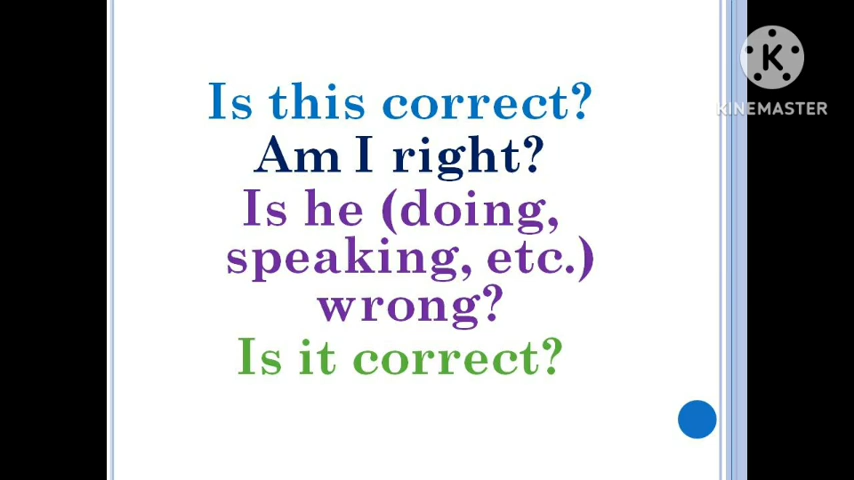 Is this correct?
Am I right?
Is he (doing,
speaking, etc.)
wrong?
Is it correct?
K
KINEMASTER